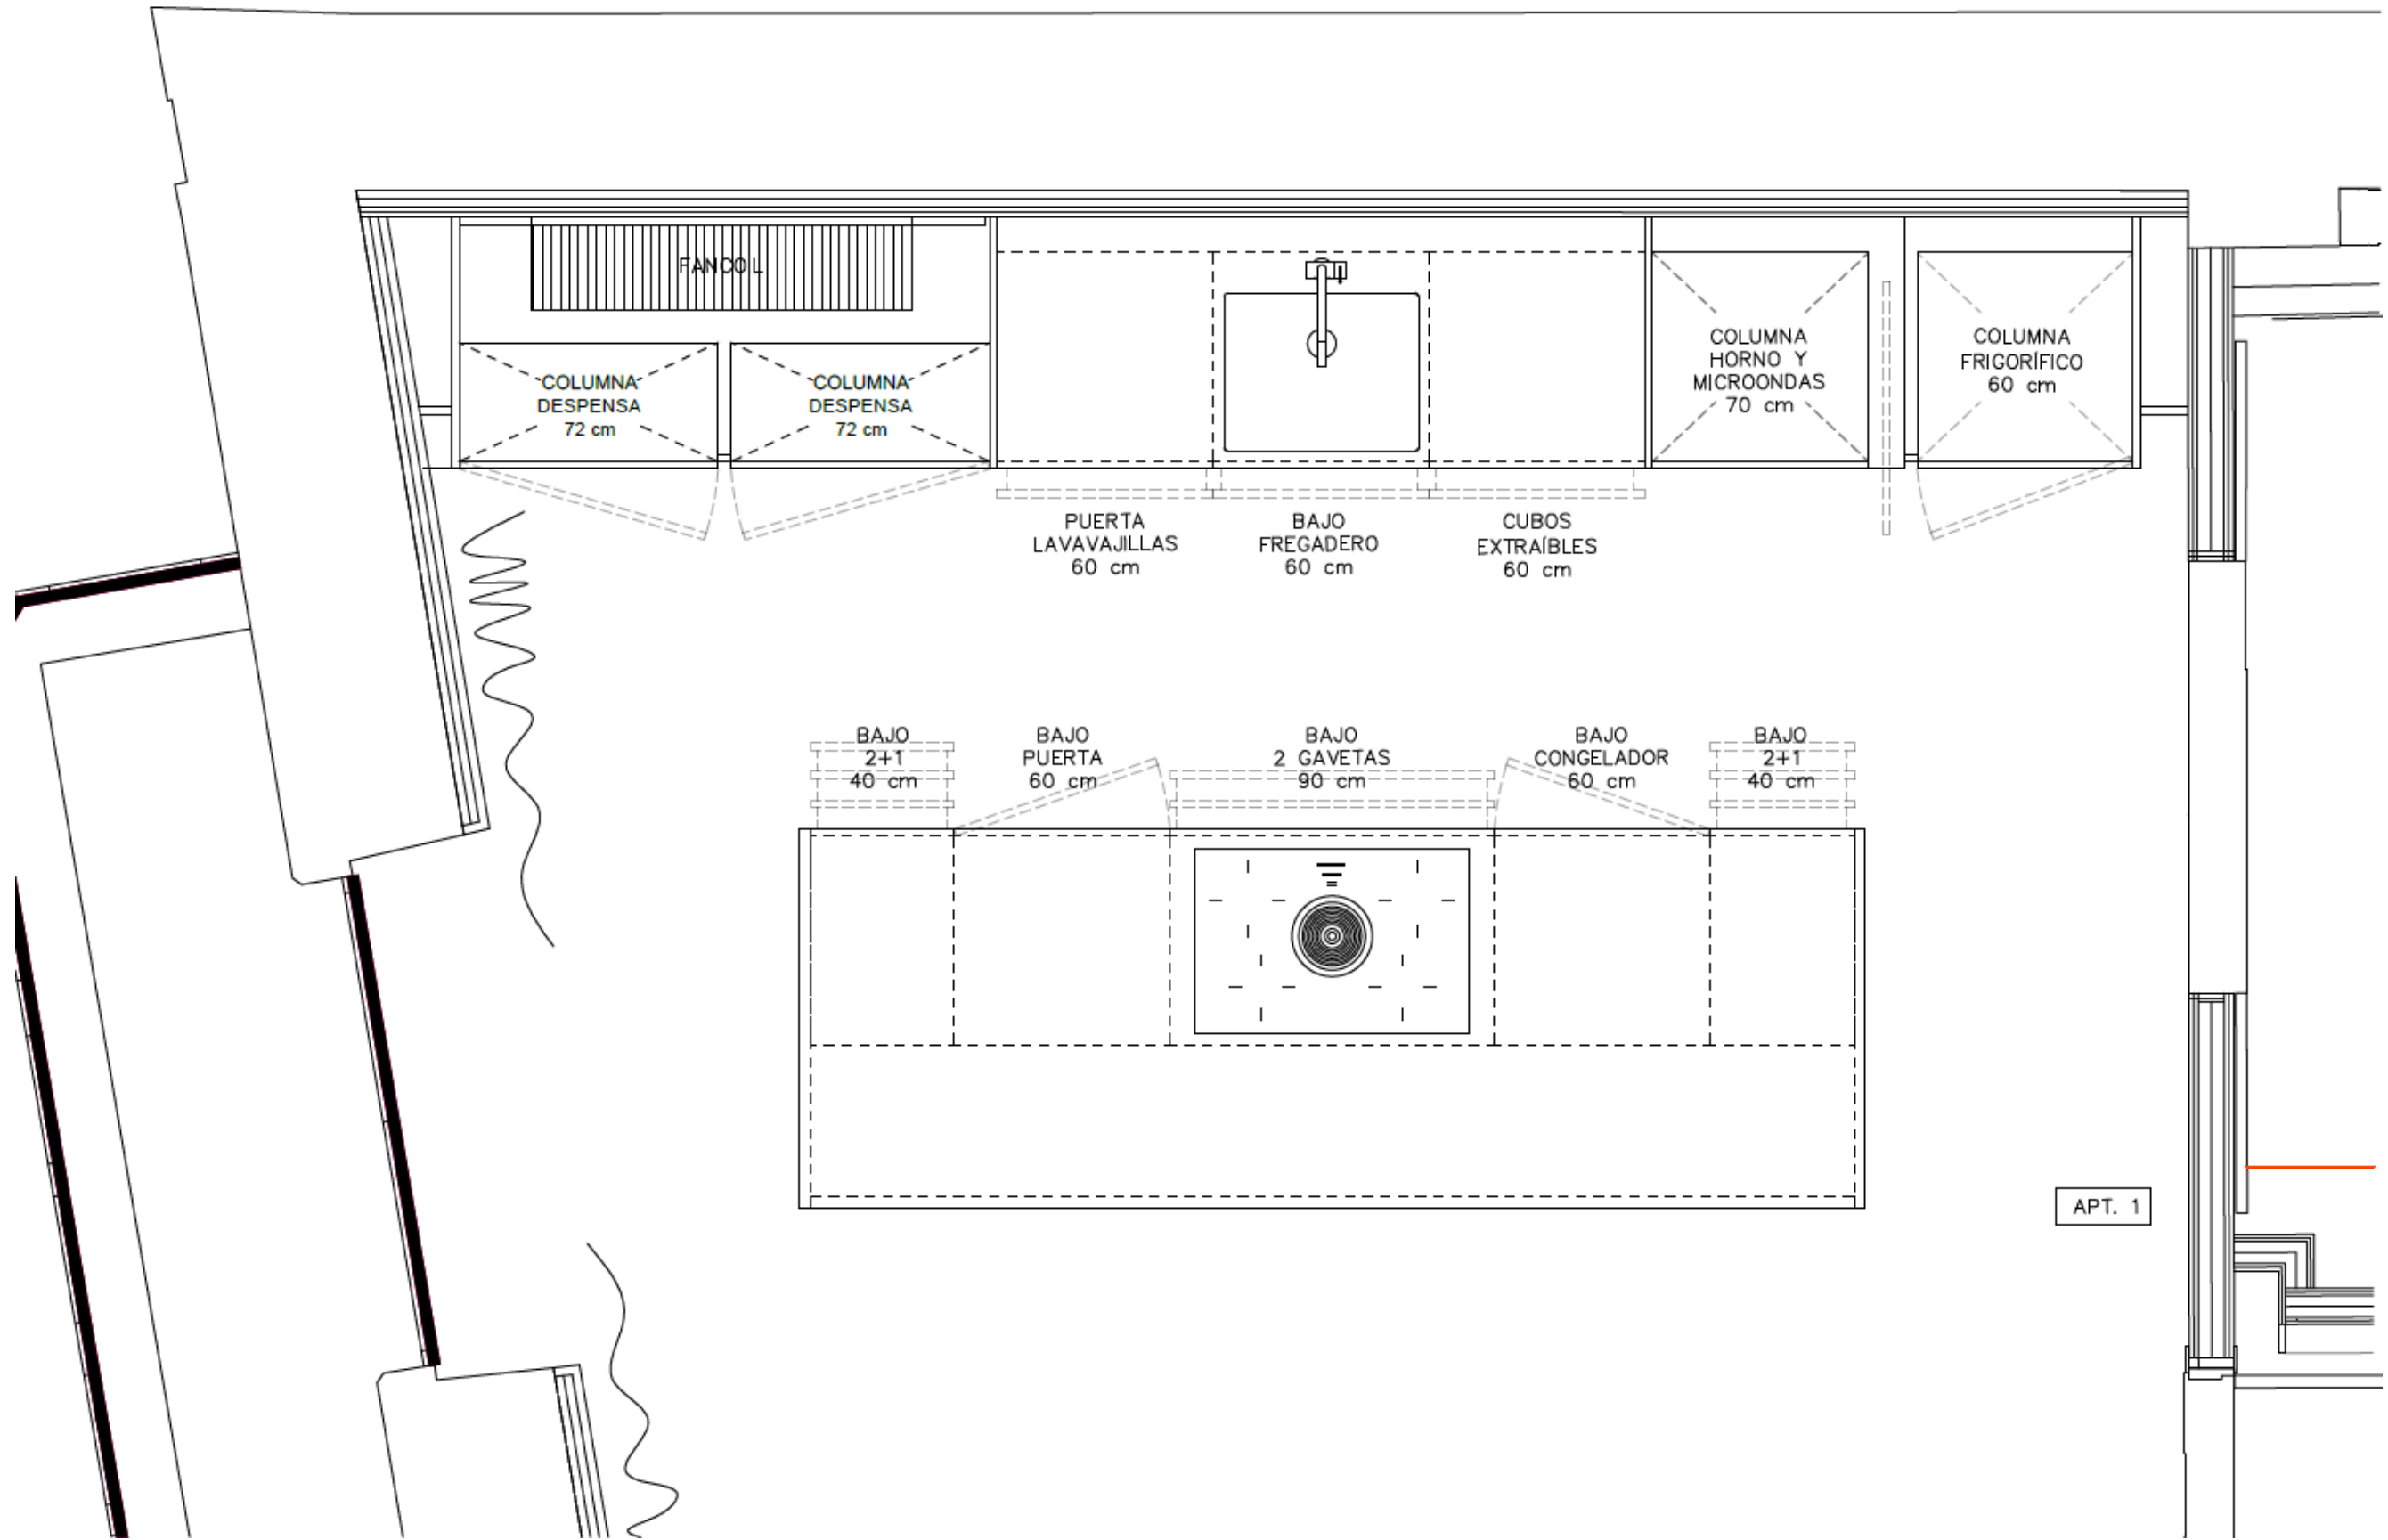 FANCOIL
COLUMNA
DESPENSA
72 cm
COLUMNA
DESPENSA
72 cm
COLUMNA
HORNO Y
MICROONDAS
70 cm
COLUMNA
FRIGORÍFICO
60 cm
PUERTA
LAVAVAJILLAS
60 cm
BAJO
FREGADERO
60 cm
CUBOS
EXTRAÍBLES
60 cm
BAJO
2+1
40 cm
BAJO
PUERTA
60 cm
BAJO
2 GAVETAS
90 cm
BAJO
CONGELADOR
60 cm
BAJO
2+1
40 cm
APT. 1